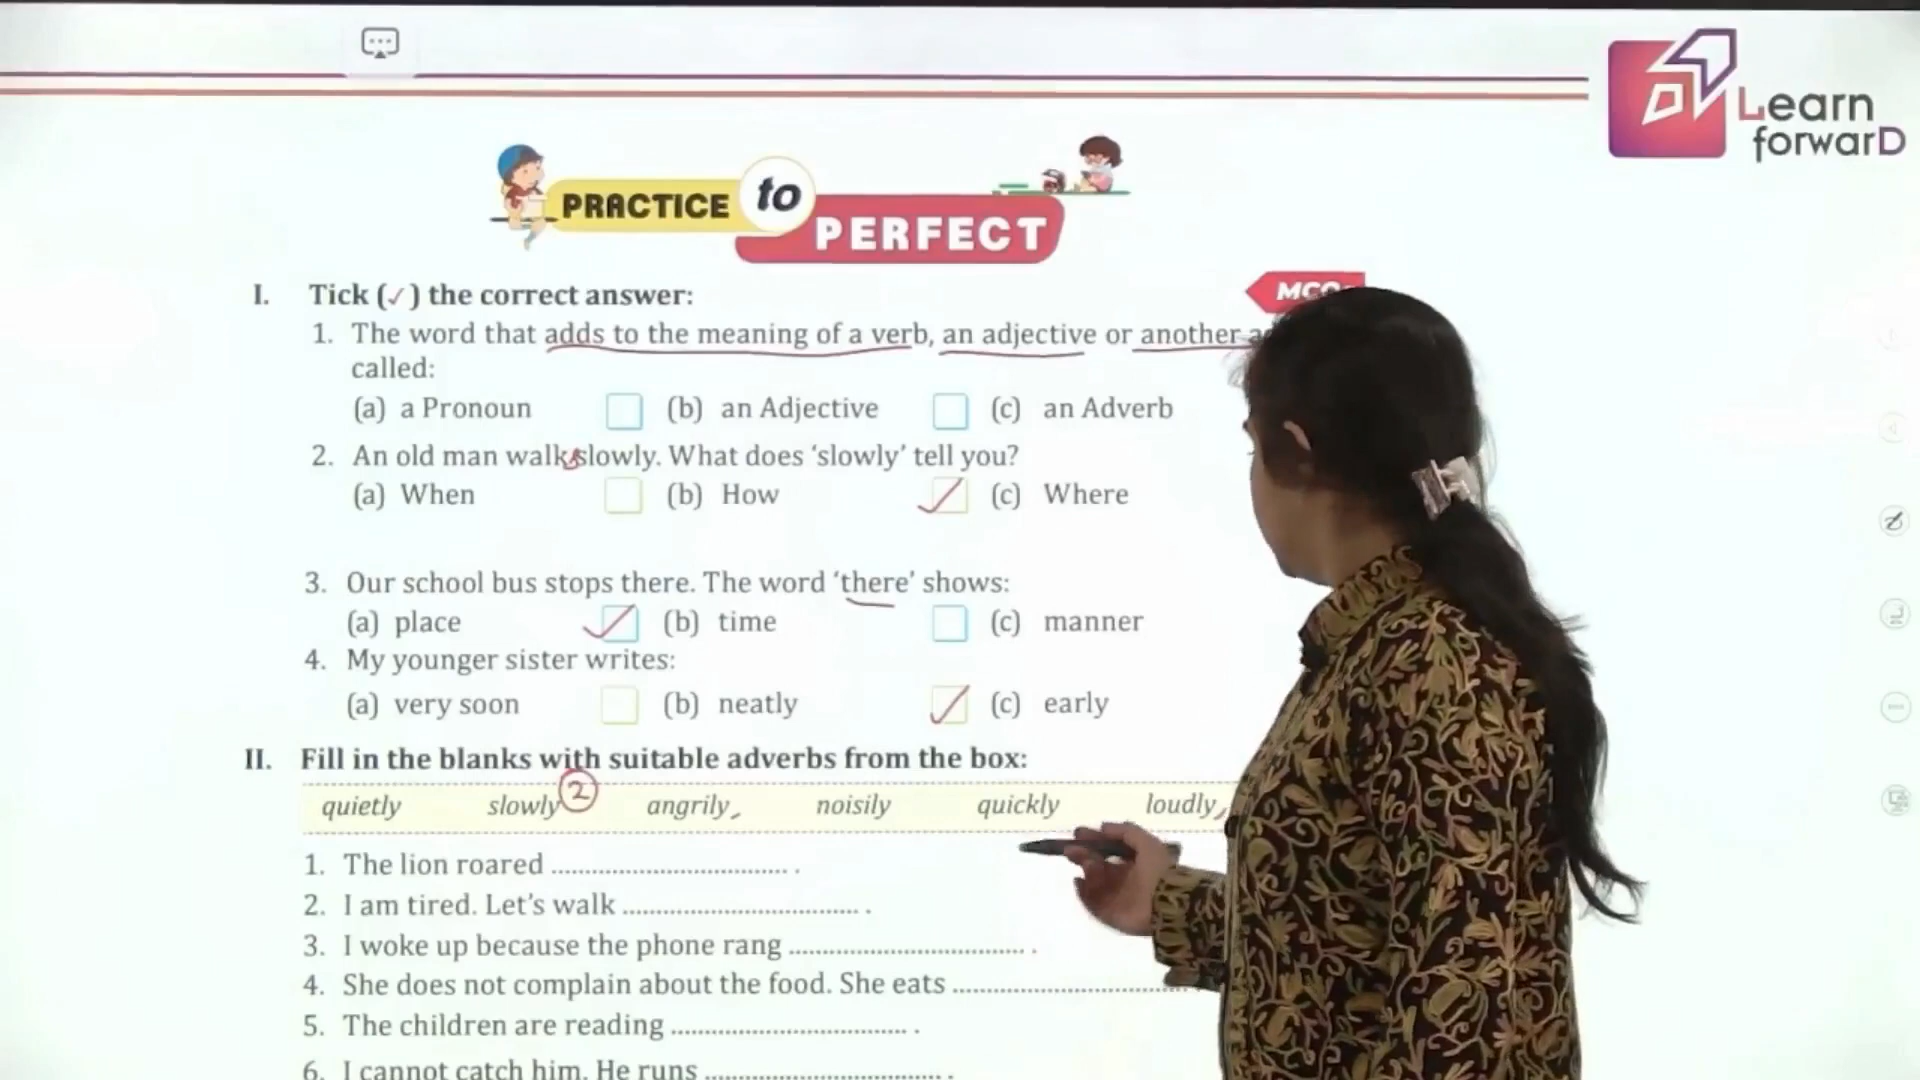 Learn
forwarD
PRACTICE to PERFECT
I. Tick (✓) the correct answer:
MCQs
1. The word that adds to the meaning of a verb, an adjective or another
called:
(a) a Pronoun (b) an Adjective (c) an Adverb
2. An old man walks slowly. What does ‘slowly’ tell you?
(a) When (b) How (c) Where
3. Our school bus stops there. The word ‘there’ shows:
(a) place (b) time (c) manner
4. My younger sister writes:
(a) very soon (b) neatly (c) early
II. Fill in the blanks with suitable adverbs from the box:
quietly slowly 2 angrily, noisily quickly loudly,
1. The lion roared .................................. .
2. I am tired. Let’s walk .................................. .
3. I woke up because the phone rang .................................. .
4. She does not complain about the food. She eats ..................................
5. The children are reading .................................. .
6. I cannot catch him. He runs .................................. .